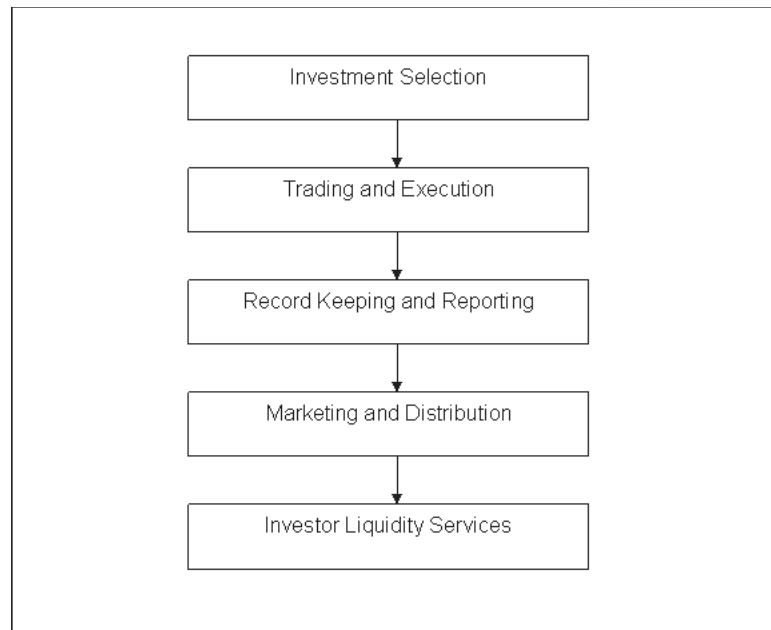 Investment Selection
Trading and Execution
Record Keeping and Reporting
Marketing and Distribution
Investor Liquidity Services